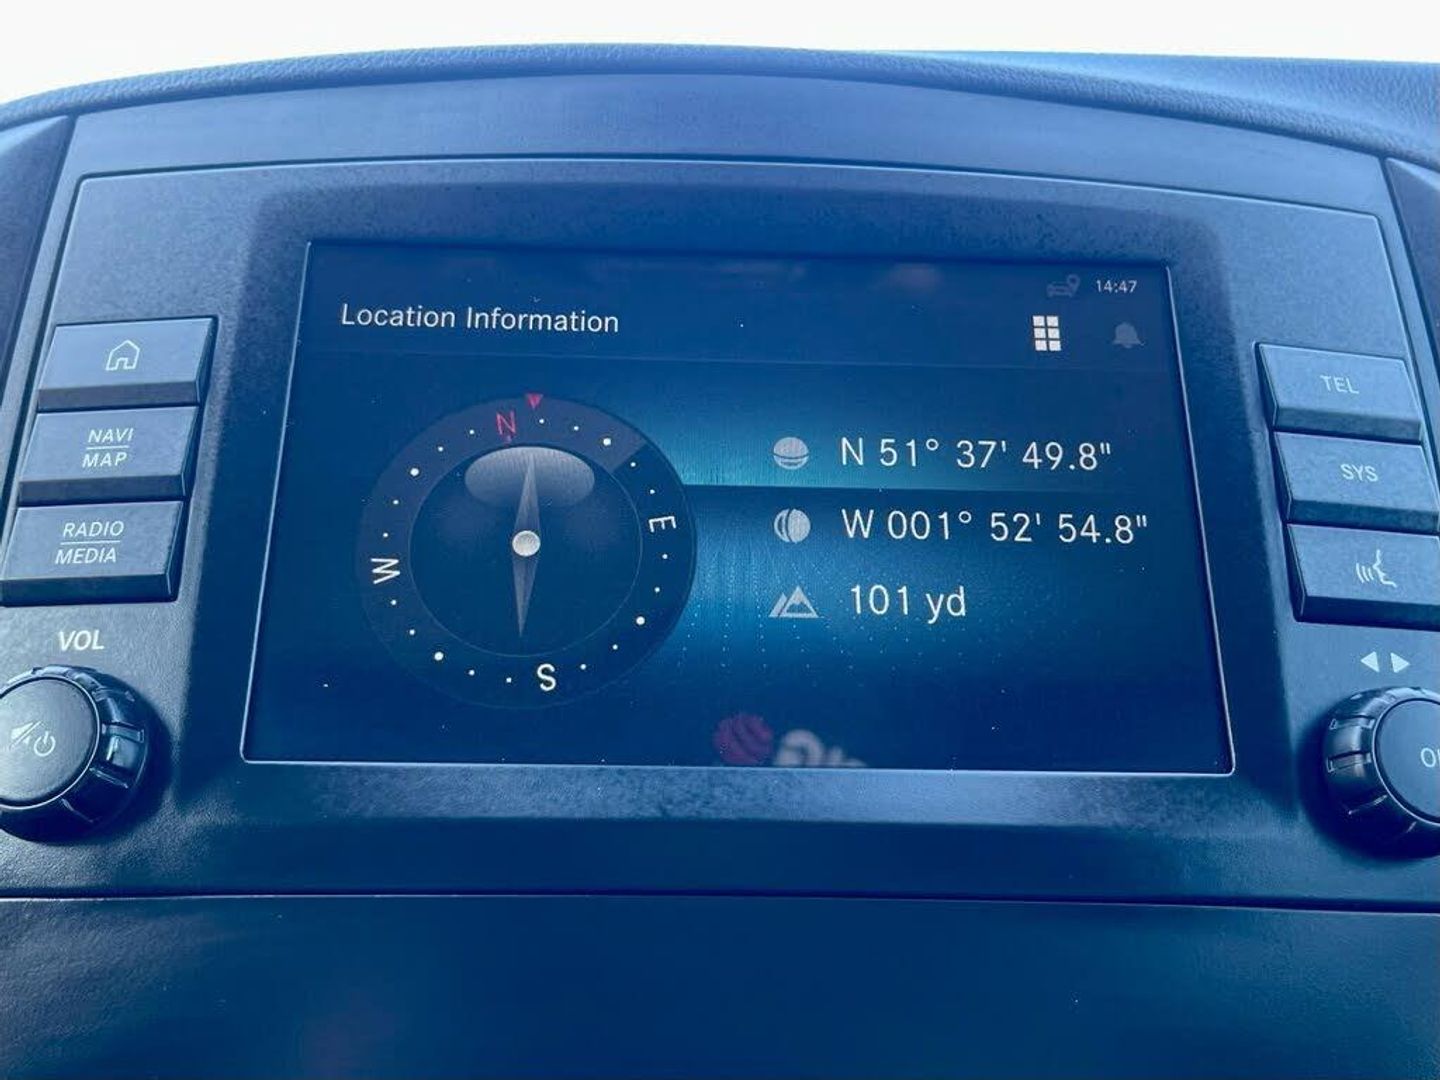 14:47
Location Information
N
E
S
W
N 51° 37' 49.8"
W 001° 52' 54.8"
101 yd
NAVI
MAP
RADIO
MEDIA
VOL
TEL
SYS